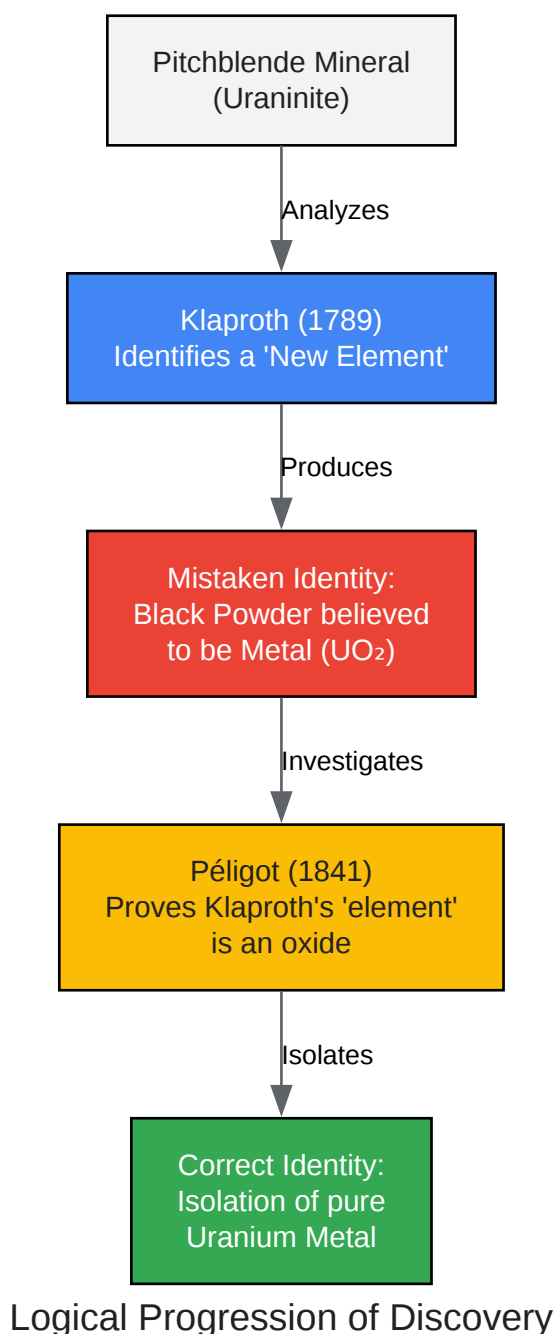 Pitchblende Mineral
(Uraninite)
Analyzes
Klaproth (1789)
Identifies a 'New Element'
Produces
Mistaken Identity:
Black Powder believed
to be Metal (UO₂)
Investigates
Péligot (1841)
Proves Klaproth's 'element'
is an oxide
Isolates
Correct Identity:
Isolation of pure
Uranium Metal
Logical Progression of Discovery